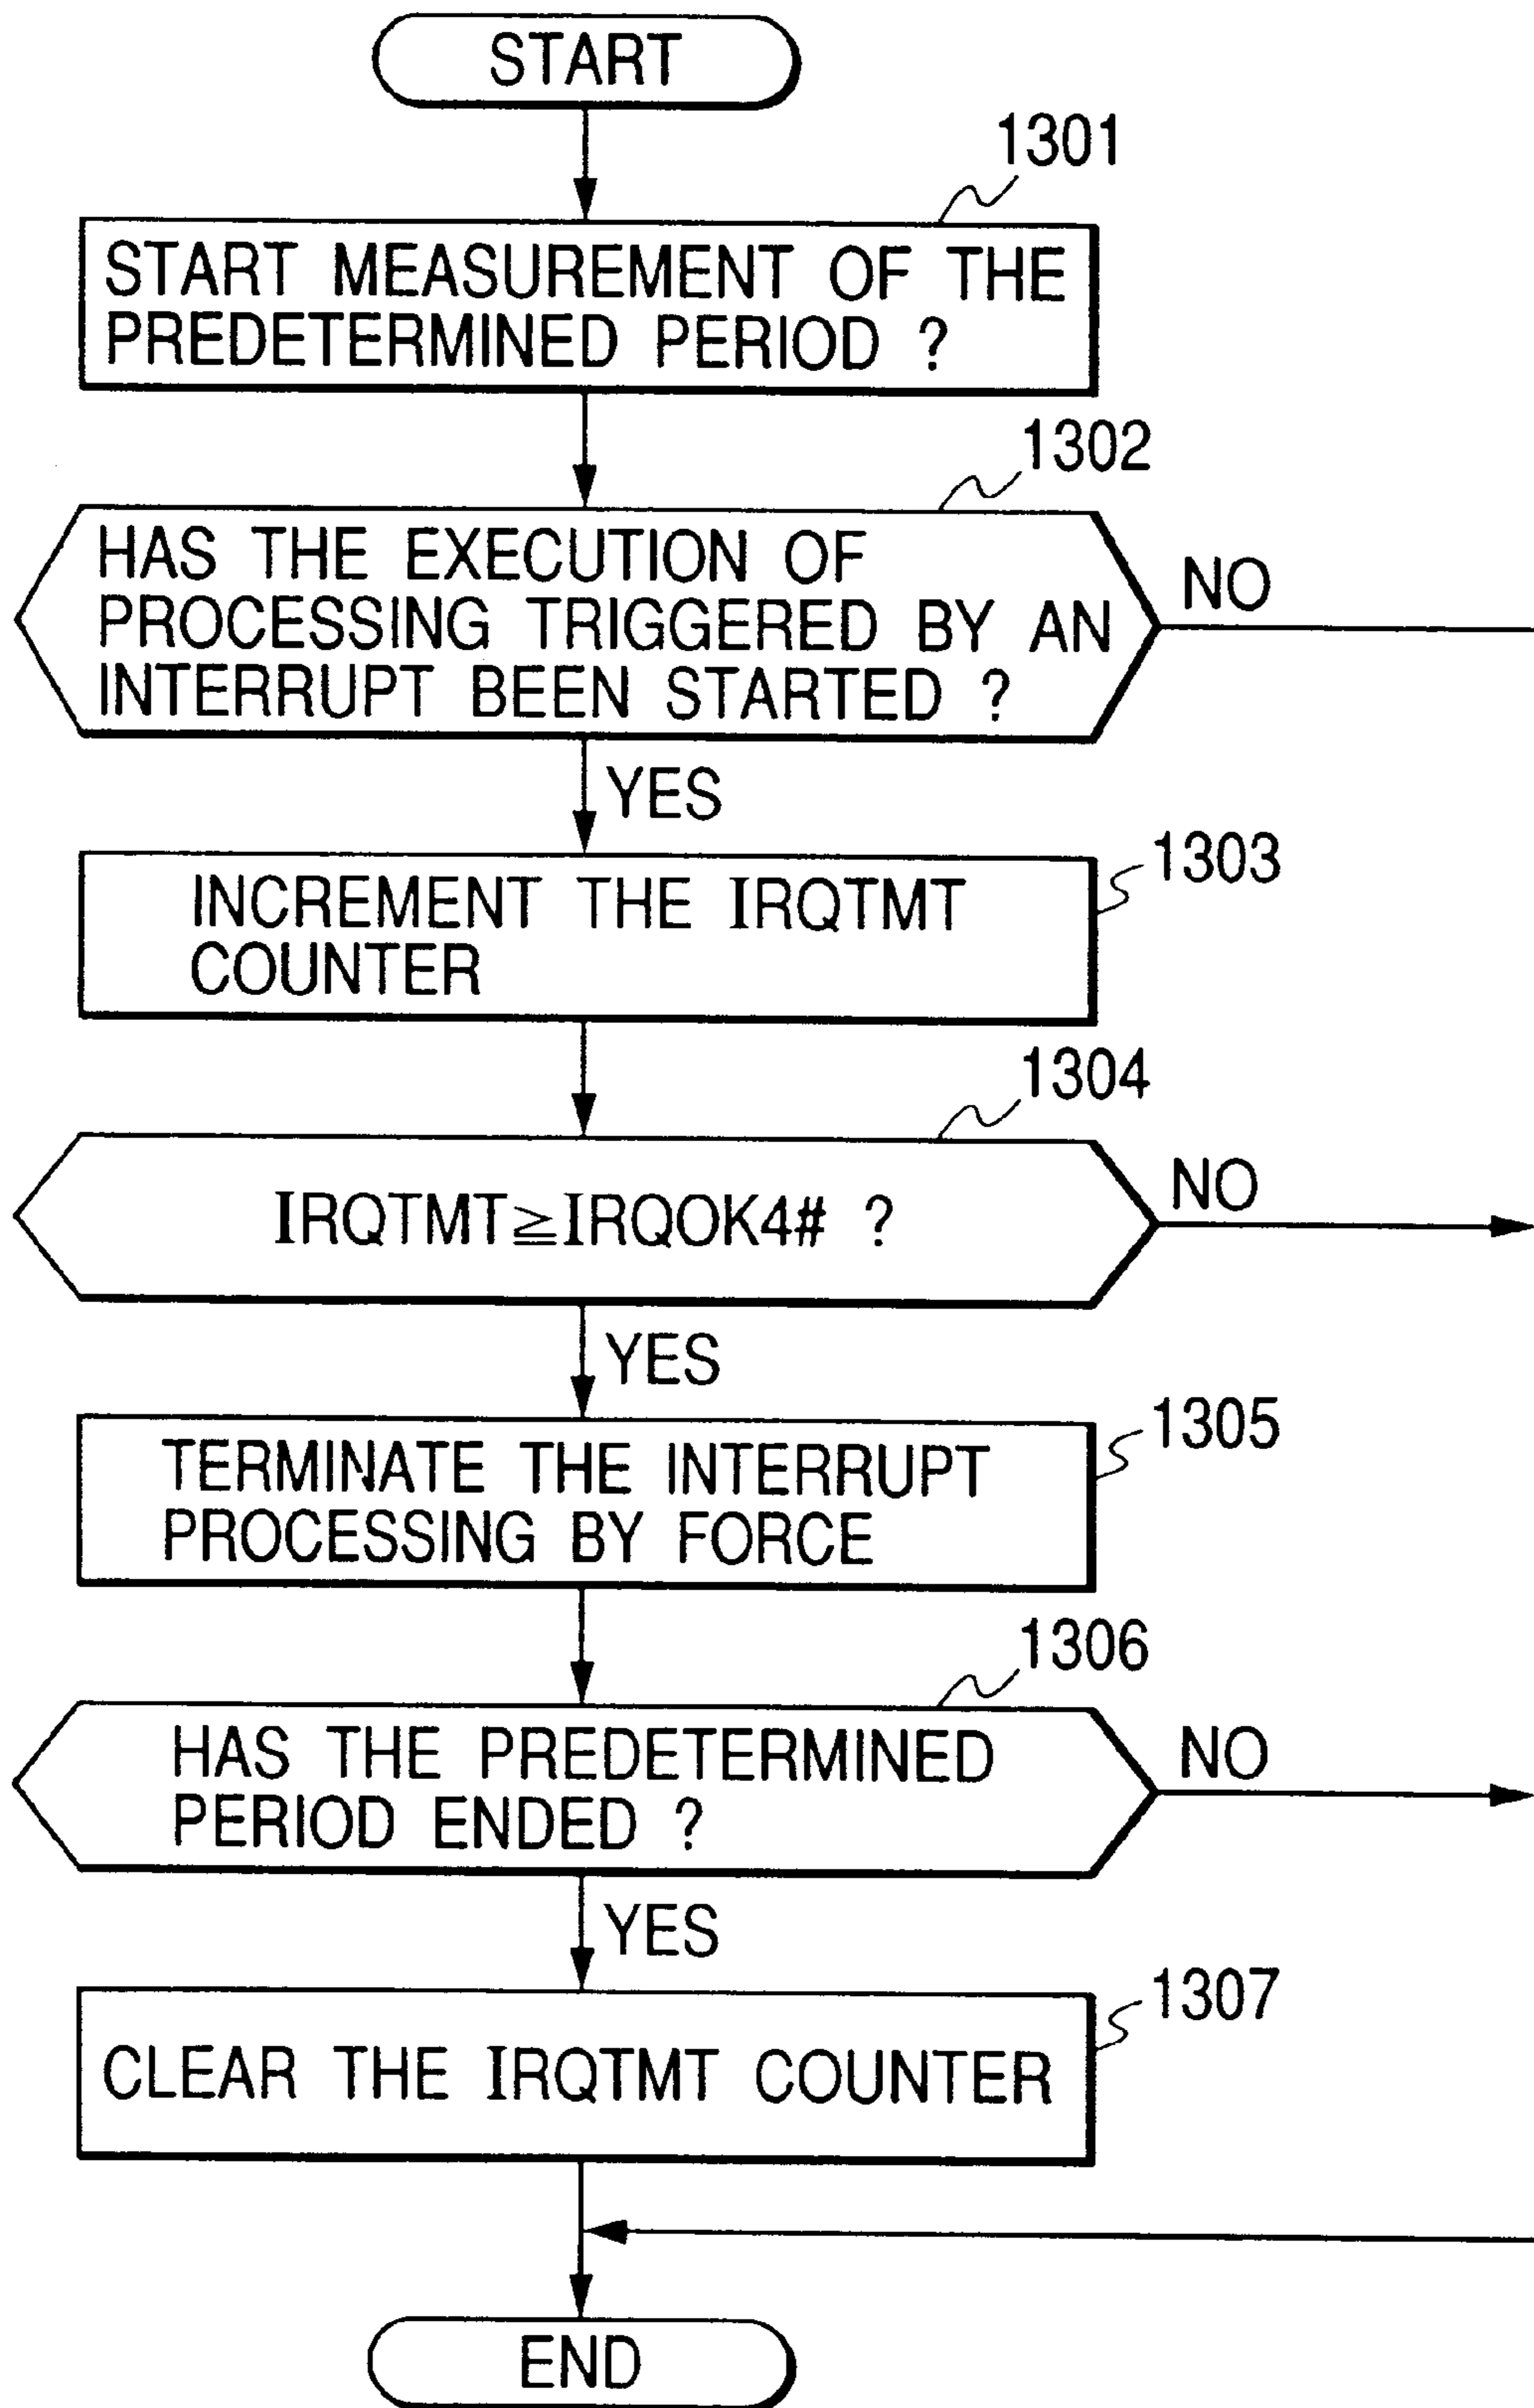 START
1301
START MEASUREMENT OF THE
PREDETERMINED PERIOD ?
1302
HAS THE EXECUTION OF
PROCESSING TRIGGERED BY AN
INTERRUPT BEEN STARTED ?
NO
YES
1303
INCREMENT THE IRQTMT
COUNTER
1304
IRQTMT≧IRQOK4# ?
NO
YES
1305
TERMINATE THE INTERRUPT
PROCESSING BY FORCE
1306
HAS THE PREDETERMINED
PERIOD ENDED ?
NO
YES
1307
CLEAR THE IRQTMT COUNTER
END